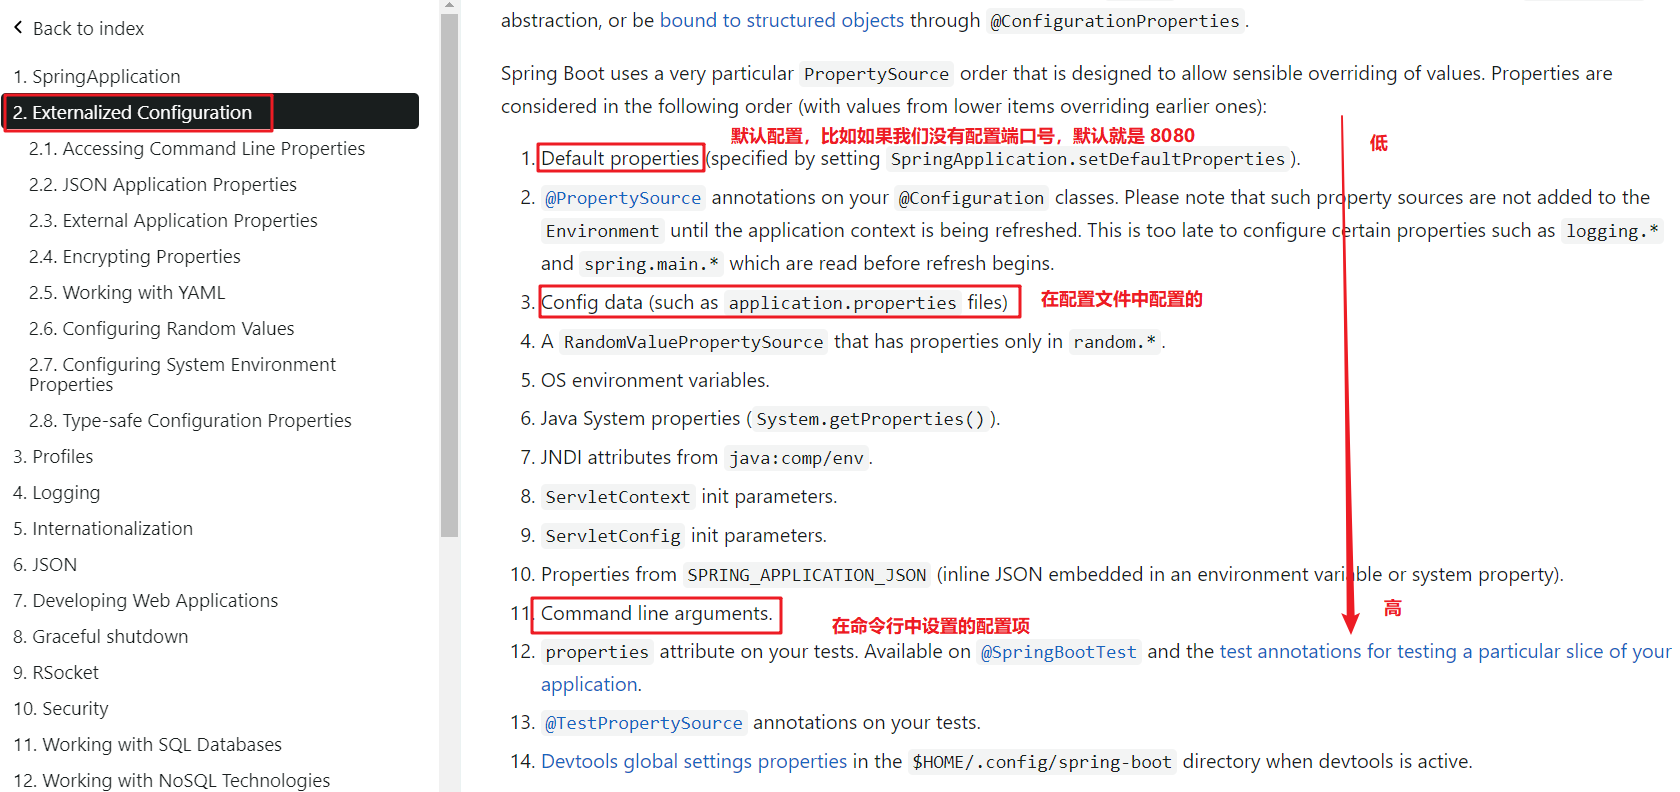 Back to index
1. SpringApplication
2. Externalized Configuration
2.1. Accessing Command Line Properties
2.2. JSON Application Properties
2.3. External Application Properties
2.4. Encrypting Properties
2.5. Working with YAML
2.6. Configuring Random Values
2.7. Configuring System Environment
Properties
2.8. Type-safe Configuration Properties
3. Profiles
4. Logging
5. Internationalization
6. JSON
7. Developing Web Applications
8. Graceful shutdown
9. RSocket
10. Security
11. Working with SQL Databases
12. Working with NoSQL Technologies
abstraction, or be bound to structured objects through @ConfigurationProperties.
Spring Boot uses a very particular PropertySource order that is designed to allow sensible overriding of values. Properties are
considered in the following order (with values from lower items overriding earlier ones):
默认配置，比如如果我们没有配置端口号，默认就是 8080
低
1. Default properties (specified by setting SpringApplication.setDefaultProperties).
2. @PropertySource annotations on your @Configuration classes. Please note that such property sources are not added to the
Environment until the application context is being refreshed. This is too late to configure certain properties such as logging.*
and spring.main.* which are read before refresh begins.
3. Config data (such as application.properties files)
在配置文件中配置的
4. A RandomValuePropertySource that has properties only in random.*.
5. OS environment variables.
6. Java System properties (System.getProperties()).
7. JNDI attributes from java:comp/env.
8. ServletContext init parameters.
9. ServletConfig init parameters.
10. Properties from SPRING_APPLICATION_JSON (inline JSON embedded in an environment variable or system property).
11. Command line arguments.
高
在命令行中设置的配置项
12. properties attribute on your tests. Available on @SpringBootTest and the test annotations for testing a particular slice of your
application.
13. @TestPropertySource annotations on your tests.
14. Devtools global settings properties in the $HOME/.config/spring-boot directory when devtools is active.